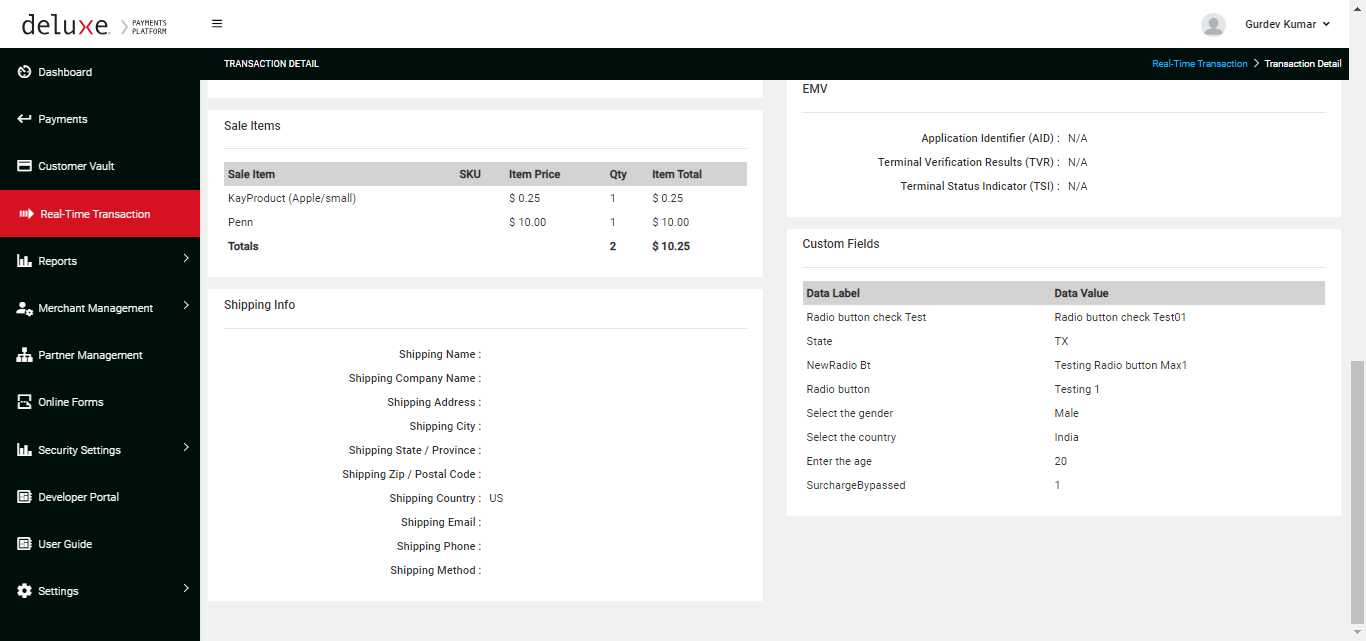 deluxe. PAYMENTS PLATFORM
Gurdev Kumar
TRANSACTION DETAIL
Real-Time Transaction > Transaction Detail
Dashboard
Payments
Customer Vault
Real-Time Transaction
Reports
Merchant Management
Partner Management
Online Forms
Security Settings
Developer Portal
User Guide
Settings
Sale Items
Sale Item SKU Item Price Qty Item Total
KayProduct (Apple/small) $ 0.25 1 $ 0.25
Penn $ 10.00 1 $ 10.00
Totals 2 $ 10.25
Shipping Info
Shipping Name :
Shipping Company Name :
Shipping Address :
Shipping City :
Shipping State / Province :
Shipping Zip / Postal Code :
Shipping Country : US
Shipping Email :
Shipping Phone :
Shipping Method :
EMV
Application Identifier (AID) : N/A
Terminal Verification Results (TVR) : N/A
Terminal Status Indicator (TSI) : N/A
Custom Fields
Data Label Data Value
Radio button check Test Radio button check Test01
State TX
NewRadio Bt Testing Radio button Max1
Radio button Testing 1
Select the gender Male
Select the country India
Enter the age 20
SurchargeBypassed 1